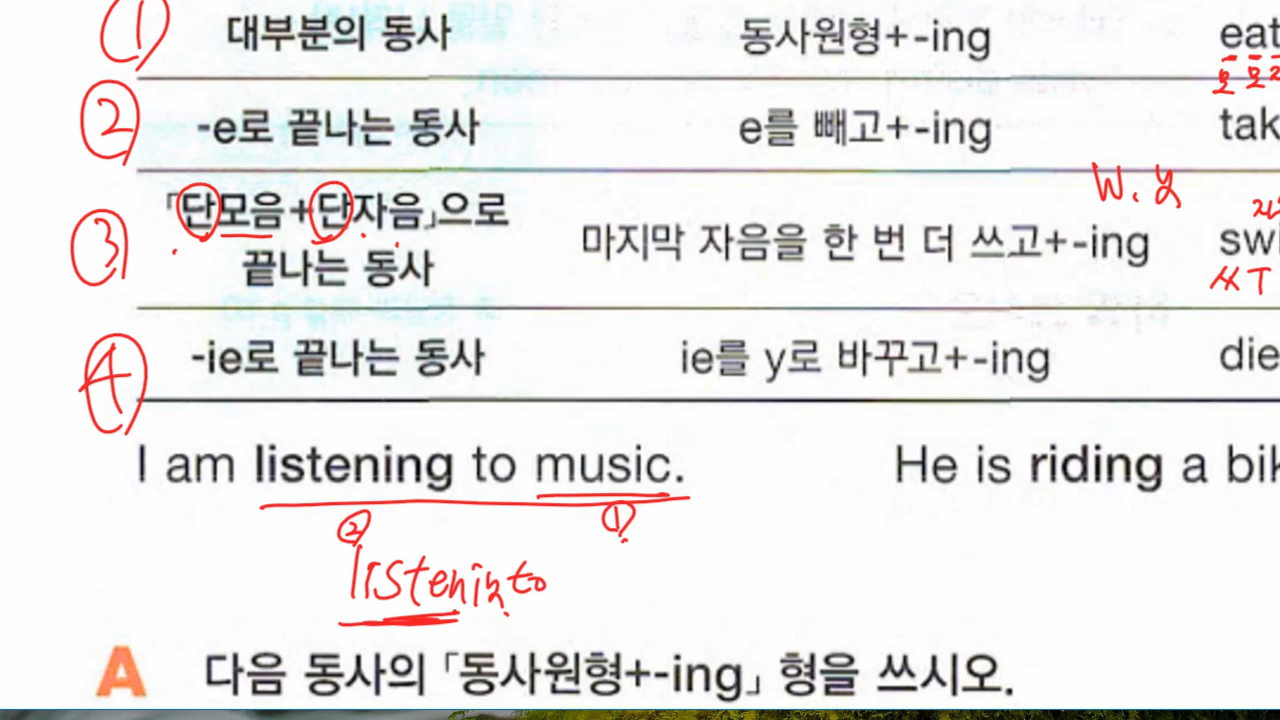 ① 대부분의 동사 동사원형+-ing eat
모 모
② -e로 끝나는 동사 e를 빼고+-ing tak
W. y
③ 「단모음+단자음」으로 끝나는 동사 마지막 자음을 한 번 더 쓰고+-ing swi
④ -ie로 끝나는 동사 ie를 y로 바꾸고+-ing die
I am listening to music. He is riding a bik
② ①
A 다음 동사의 「동사원형+-ing」 형을 쓰시오.